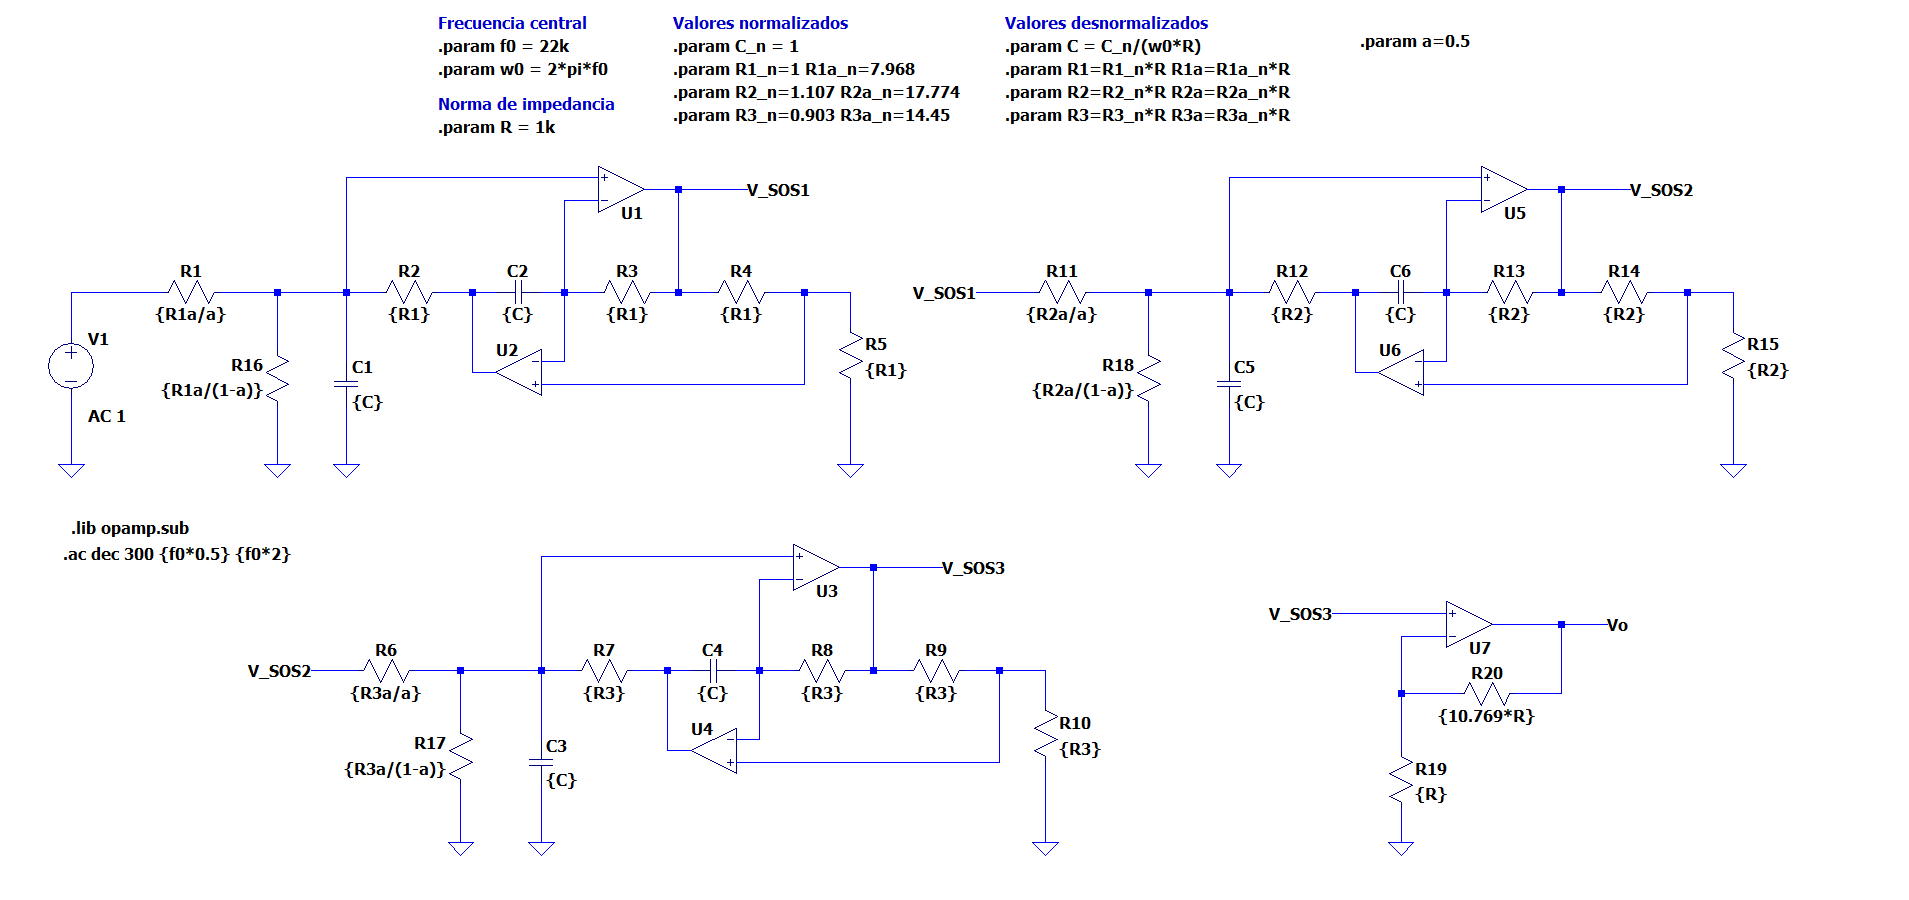 Frecuencia central
.param f0 = 22k
.param w0 = 2*pi*f0
Norma de impedancia
.param R = 1k
Valores normalizados
.param C_n = 1
.param R1_n=1 R1a_n=7.968
.param R2_n=1.107 R2a_n=17.774
.param R3_n=0.903 R3a_n=14.45
Valores desnormalizados
.param C = C_n/(w0*R)
.param R1=R1_n*R R1a=R1a_n*R
.param R2=R2_n*R R2a=R2a_n*R
.param R3=R3_n*R R3a=R3a_n*R
.param a=0.5
V1
AC 1
R1
{R1a/a}
R16
{R1a/(1-a)}
C1
{C}
R2
{R1}
C2
{C}
U2
U1
V_SOS1
R3
{R1}
R4
{R1}
R5
{R1}
V_SOS1
R11
{R2a/a}
R18
{R2a/(1-a)}
C5
{C}
R12
{R2}
C6
{C}
U6
U5
V_SOS2
R13
{R2}
R14
{R2}
R15
{R2}
.lib opamp.sub
.ac dec 300 {f0*0.5} {f0*2}
V_SOS2
R6
{R3a/a}
R17
{R3a/(1-a)}
C3
{C}
R7
{R3}
C4
{C}
U4
U3
V_SOS3
R8
{R3}
R9
{R3}
R10
{R3}
V_SOS3
U7
Vo
R20
{10.769*R}
R19
{R}